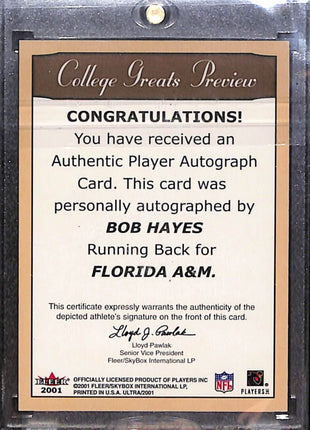 College Greats Preview
CONGRATULATIONS!
You have received an
Authentic Player Autograph
Card. This card was
personally autographed by
BOB HAYES
Running Back for
FLORIDA A&M.
This certificate expressly warrants the authenticity of the
depicted athlete's signature on the front of this card.
Lloyd J. Pawlak
Lloyd Pawlak
Senior Vice President
Fleer/SkyBox International LP
FLEER
2001
OFFICIALLY LICENSED PRODUCT OF PLAYERS INC
©2001 FLEER/SKYBOX INTERNATIONAL LP.
PRINTED IN U.S.A. ULTRA/2001
NFL
PLAYERS